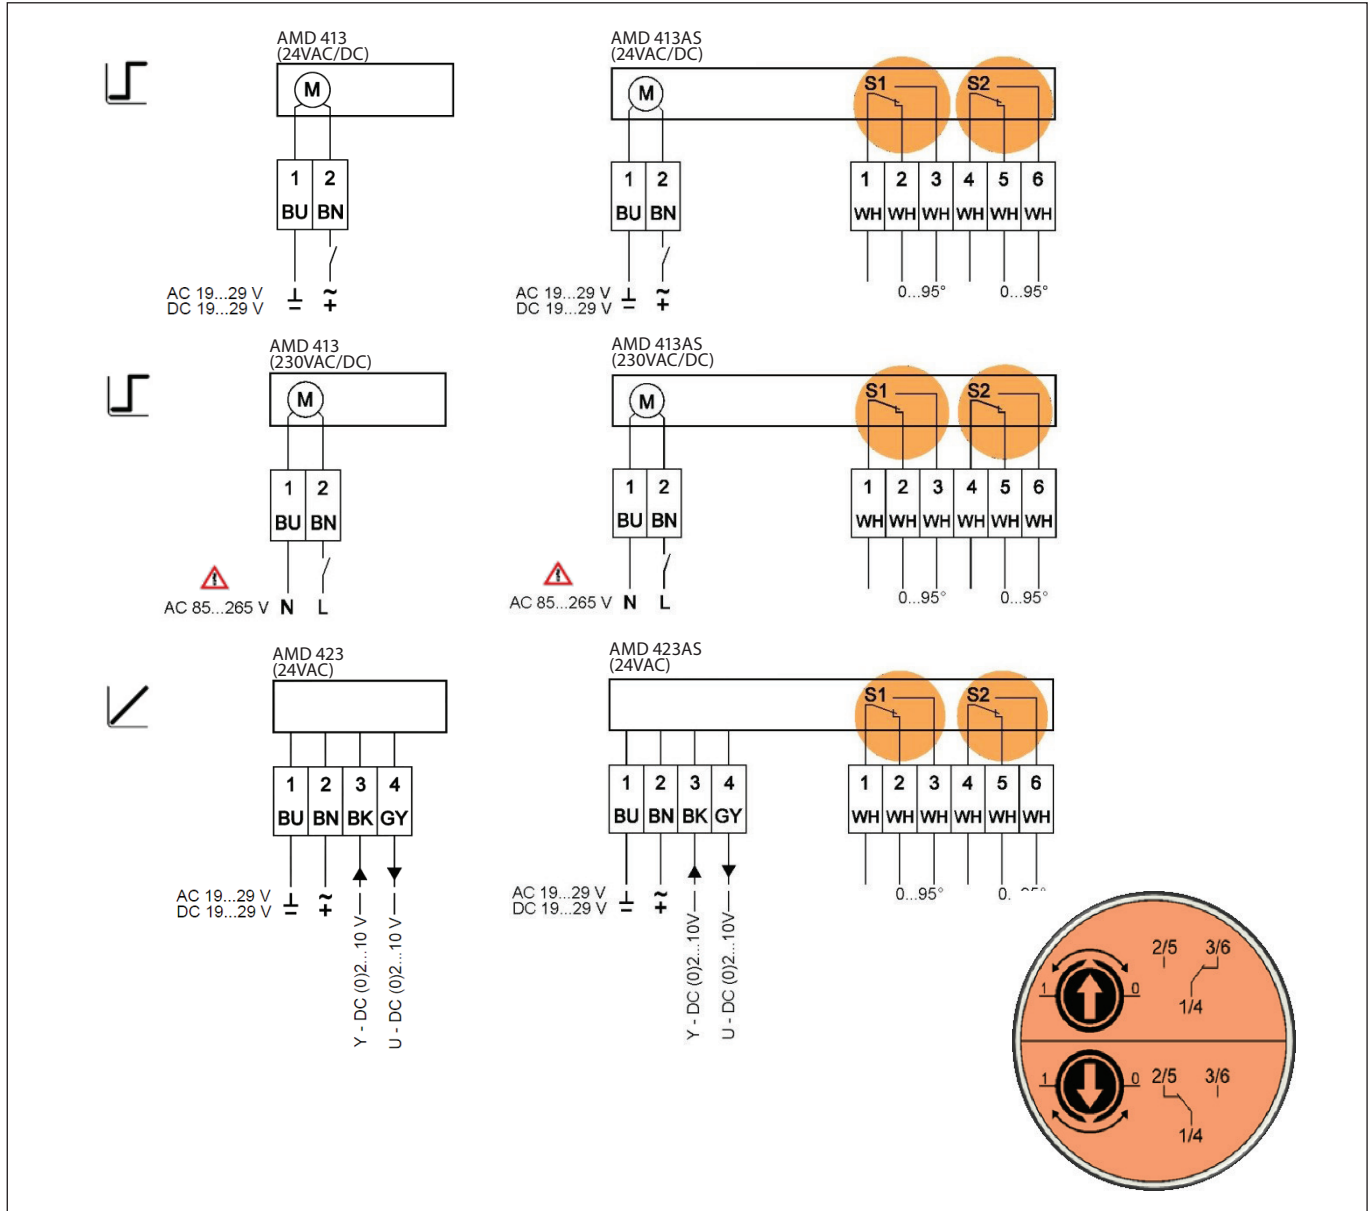 AMD 413
(24VAC/DC)
M
1 2
BU BN
AC 19...29 V
DC 19...29 V
⊥ ~
= +
AMD 413AS
(24VAC/DC)
M
S1 S2
1 2
BU BN
1 2 3 4 5 6
WH WH WH WH WH WH
AC 19...29 V
DC 19...29 V
⊥ ~
= +
0...95° 0...95°
AMD 413
(230VAC/DC)
M
1 2
BU BN
AC 85...265 V N L
AMD 413AS
(230VAC/DC)
M
S1 S2
1 2
BU BN
1 2 3 4 5 6
WH WH WH WH WH WH
AC 85...265 V N L
0...95° 0...95°
AMD 423
(24VAC)
1 2 3 4
BU BN BK GY
AC 19...29 V
DC 19...29 V
⊥ ~
= +
Y - DC (0)2...10 V
U - DC (0)2...10 V
AMD 423AS
(24VAC)
S1 S2
1 2 3 4
BU BN BK GY
1 2 3 4 5 6
WH WH WH WH WH WH
AC 19...29 V
DC 19...29 V
⊥ ~
= +
Y - DC (0)2...10V
U - DC (0)2...10V
0...95°
2/5 3/6
1 0
1/4
1 0 2/5 3/6
1/4